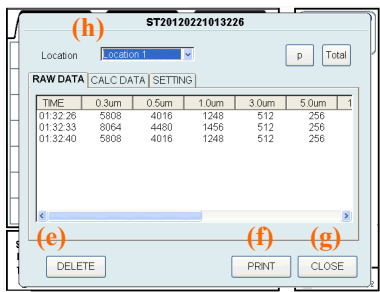 ST20120221013226
(h)
Location Location 1 p Total
RAW DATA CALC DATA SETTING
TIME 0.3um 0.5um 1.0um 3.0um 5.0um 1
01:32:26 5808 4016 1248 512 256
01:32:33 8064 4480 1456 512 256
01:32:40 5808 4016 1248 512 256
(e) (f) (g)
DELETE PRINT CLOSE